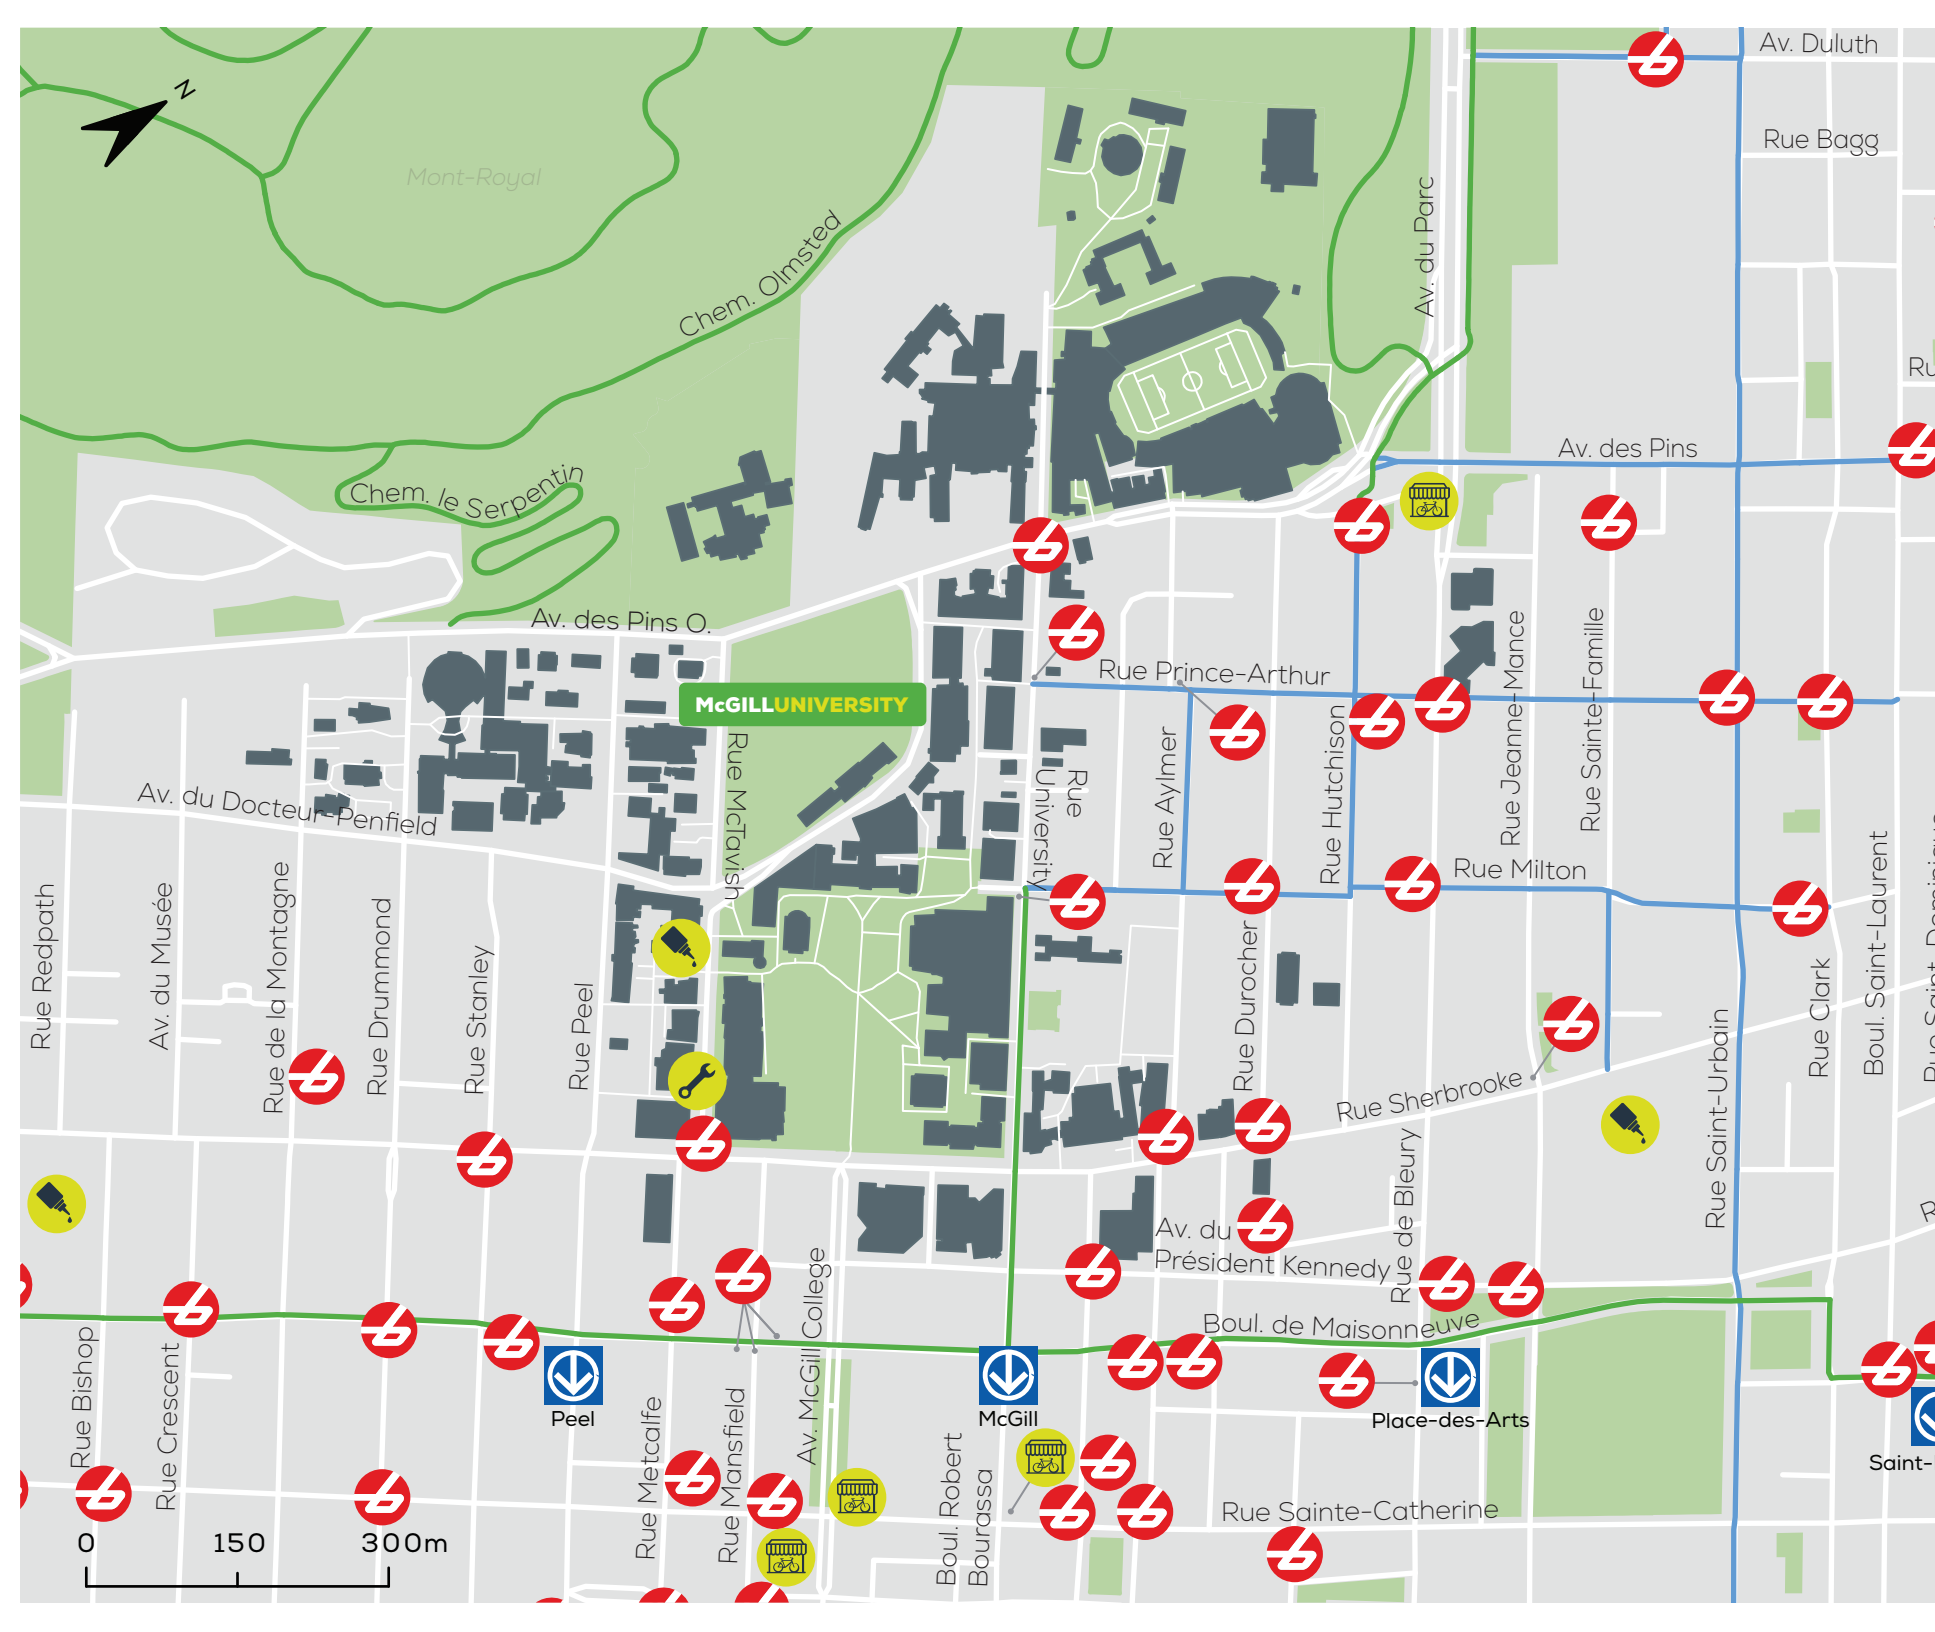 N
Av. Duluth
Rue Bagg
Mont-Royal
Chem. Olmsted
Av. du Parc
Av. des Pins
Chem. le Serpentin
Av. des Pins O.
Rue Prince-Arthur
McGILLUNIVERSITY
Rue McTavish
Rue
University
Rue Aylmer
Rue Hutchison
Rue Jeanne-Mance
Rue Sainte-Famille
Av. du Docteur-Penfield
Rue Milton
Rue Redpath
Av. du Musée
Rue de la Montagne
Rue Drummond
Rue Stanley
Rue Peel
Rue Durocher
Rue Sherbrooke
Rue Saint-Urbain
Rue Clark
Boul. Saint-Laurent
Rue de Bleury
Av. du
Président Kennedy
Boul. de Maisonneuve
Av. McGill College
Rue Bishop
Rue Crescent
Peel
McGill
Place-des-Arts
Saint-
Rue Metcalfe
Rue Mansfield
Boul. Robert
Bourassa
Rue Sainte-Catherine
0 150 300m